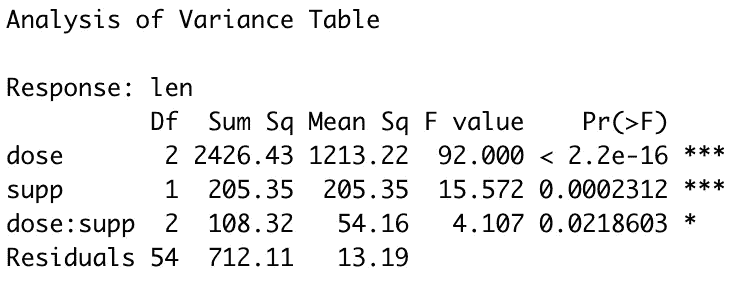 Analysis of Variance Table
Response: len
Df Sum Sq Mean Sq F value Pr(>F)
dose 2 2426.43 1213.22 92.000 < 2.2e-16 ***
supp 1 205.35 205.35 15.572 0.0002312 ***
dose:supp 2 108.32 54.16 4.107 0.0218603 *
Residuals 54 712.11 13.19